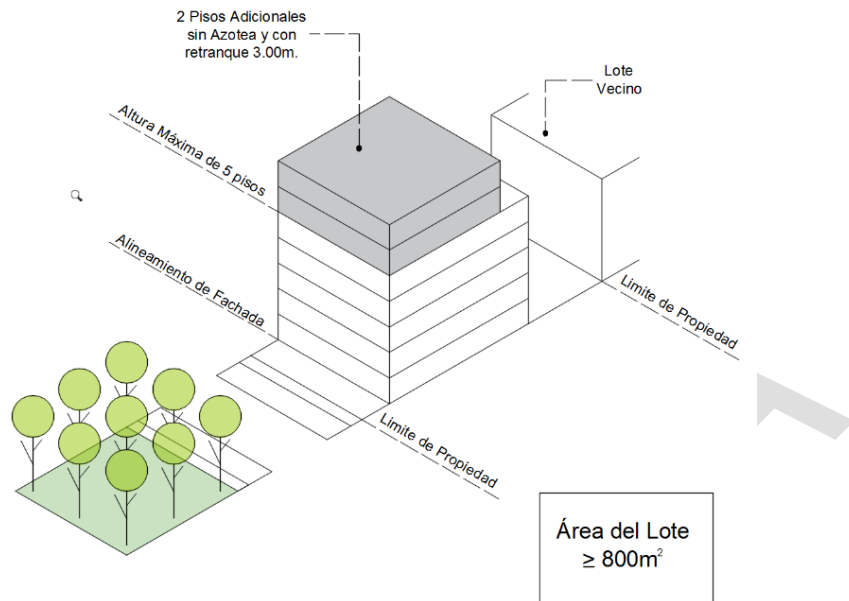 2 Pisos Adicionales
sin Azotea y con
retranque 3.00m.
Lote
Vecino
Altura Máxima de 5 pisos
Alineamiento de Fachada
Limite de Propiedad
Limite de Propiedad
Área del Lote
≥ 800m²